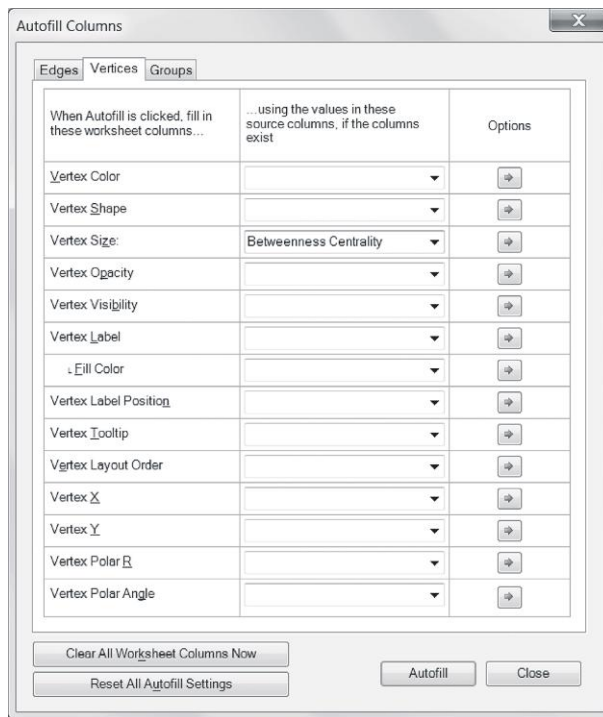 Autofill Columns
X
Edges Vertices Groups
When Autofill is clicked, fill in
these worksheet columns...
...using the values in these
source columns, if the columns
exist
Options
Vertex Color
Vertex Shape
Vertex Size: Betweenness Centrality
Vertex Opacity
Vertex Visibility
Vertex Label
Fill Color
Vertex Label Position
Vertex Tooltip
Vertex Layout Order
Vertex X
Vertex Y
Vertex Polar R
Vertex Polar Angle
Clear All Worksheet Columns Now
Reset All Autofill Settings
Autofill
Close